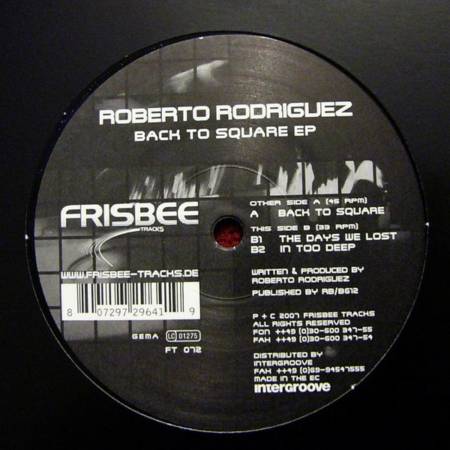 ROBERTO RODRIGUEZ
BACK TO SQUARE EP
FRISBEE
TRACKS
WWW.FRISBEE-TRACKS.DE
8 07297 29641 9
GEMA LC 01275
FT 072
OTHER SIDE A (45 RPM)
A BACK TO SQUARE
THIS SIDE B (33 RPM)
B1 THE DAYS WE LOST
B2 IN TOO DEEP
WRITTEN & PRODUCED BY
ROBERTO RODRIGUEZ
PUBLISHED BY RB/BG12
P + C 2007 FRISBEE TRACKS
ALL RIGHTS RESERVED
FON ++49 (0)30-600 347-55
FAX ++49 (0)30-600 347-54
DISTRIBUTED BY
INTERGROOVE
FAX ++49 (0)69-94547555
MADE IN THE EC
intergroove